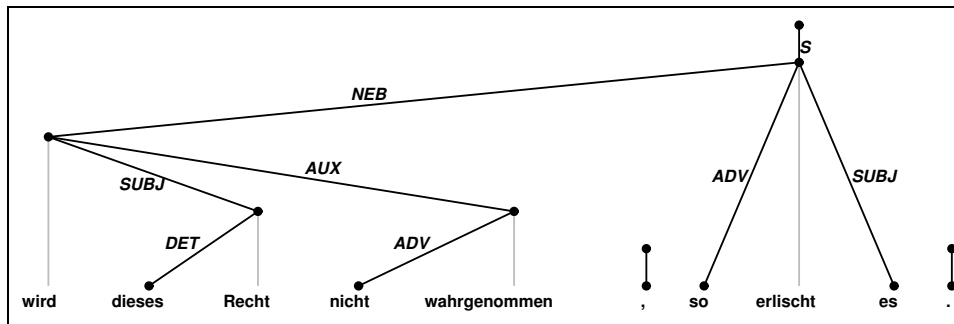 S
NEB
AUX
SUBJ
ADV
SUBJ
DET
ADV
wird dieses Recht nicht wahrgenommen , so erlischt es .